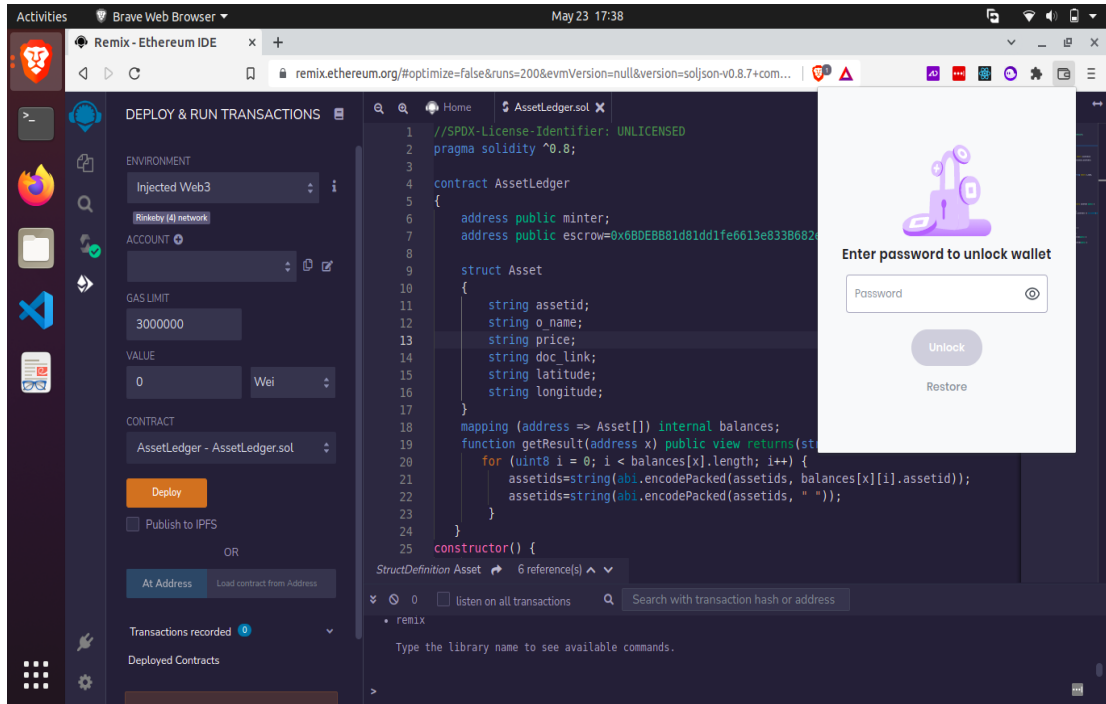 Activities
Brave Web Browser
May 23 17:38
Remix - Ethereum IDE
remix.ethereum.org/#optimize=false&runs=200&evmVersion=null&version=soljson-v0.8.7+com...
DEPLOY & RUN TRANSACTIONS
ENVIRONMENT
Injected Web3
i
Rinkeby (4) network
ACCOUNT
GAS LIMIT
3000000
VALUE
0
Wei
CONTRACT
AssetLedger - AssetLedger.sol
Deploy
Publish to IPFS
OR
At Address
Load contract from Address
Transactions recorded 0
Deployed Contracts
Home
AssetLedger.sol
1 //SPDX-License-Identifier: UNLICENSED
2 pragma solidity ^0.8;
3
4 contract AssetLedger
5 {
6 address public minter;
7 address public escrow=0x6BDEBB81d81dd1fe6613e833B682e
8
9 struct Asset
10 {
11 string assetid;
12 string o_name;
13 string price;
14 string doc_link;
15 string latitude;
16 string longitude;
17 }
18 mapping (address => Asset[]) internal balances;
19 function getResult(address x) public view returns(str
20 for (uint8 i = 0; i < balances[x].length; i++) {
21 assetids=string(abi.encodePacked(assetids, balances[x][i].assetid));
22 assetids=string(abi.encodePacked(assetids, " "));
23 }
24 }
25 constructor() {
StructDefinition Asset
6 reference(s)
0
listen on all transactions
Search with transaction hash or address
• remix
Type the library name to see available commands.
>
Enter password to unlock wallet
Password
Unlock
Restore